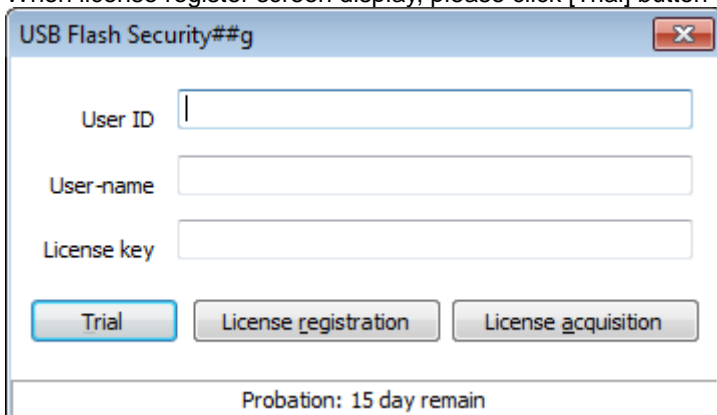 When license register screen display, please click [Trial] button
USB Flash Security##g
User ID
User-name
License key
Trial License registration License acquisition
Probation: 15 day remain